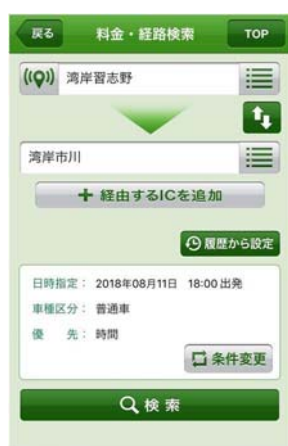 戻る 料金・経路検索 TOP
湾岸習志野
湾岸市川
+ 経由するICを追加
履歴から設定
日時指定： 2018年08月11日 18:00出発
車種区分： 普通車
優 先： 時間
条件変更
検 索